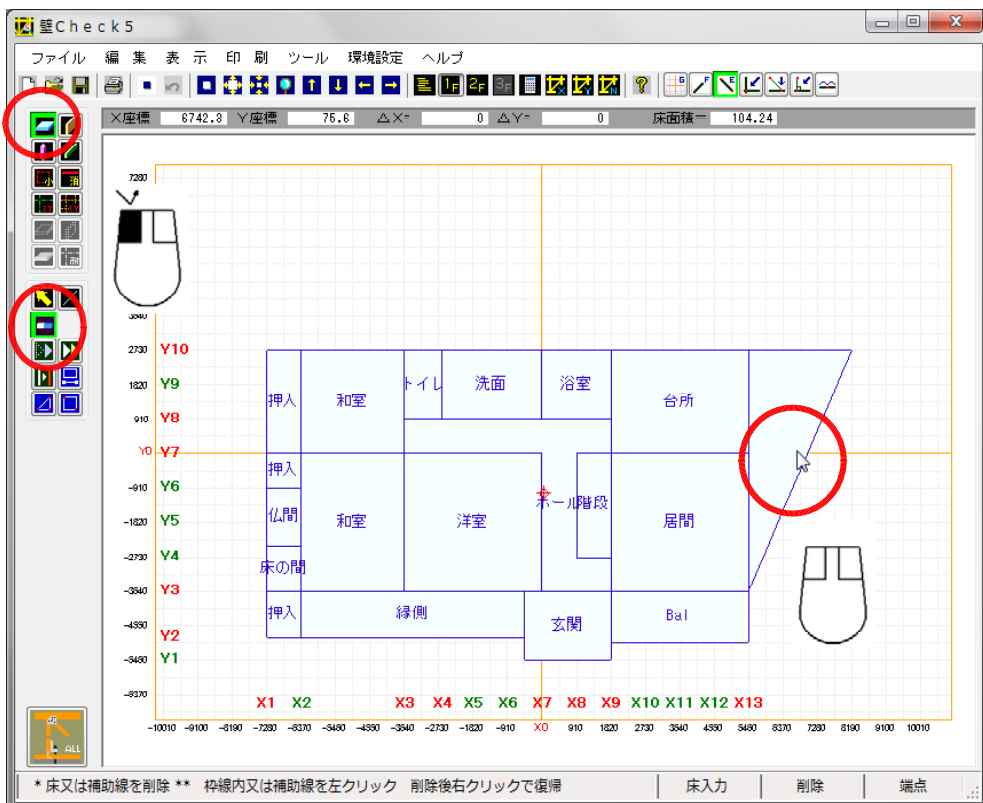 壁Check5
ファイル 編集 表示 印刷 ツール 環境設定 ヘルプ
1F 2F 3F X Y N ? G F E
X座標 6742.3 Y座標 75.6 △X= 0 △Y= 0 床面積= 104.24
小 消
7280
3640
2730 Y10
1820 Y9
910 Y8
Y0 Y7
-910 Y6
-1820 Y5
-2730 Y4
-3640 Y3
-4550 Y2
-5460 Y1
-6370
押入 和室 トイレ 洗面 浴室 台所
押入
仏間 和室 洋室 ホール 階段 居間
床の間
押入 縁側 玄関 Bal
X1 X2 X3 X4 X5 X6 X7 X8 X9 X10 X11 X12 X13
-10010 -9100 -8190 -7280 -6370 -5460 -4550 -3640 -2730 -1820 -910 X0 910 1820 2730 3640 4550 5460 6370 7280 8190 9100 10010
ALL
* 床又は補助線を削除 ** 枠線内又は補助線を左クリック 削除後右クリックで復帰 床入力 削除 端点